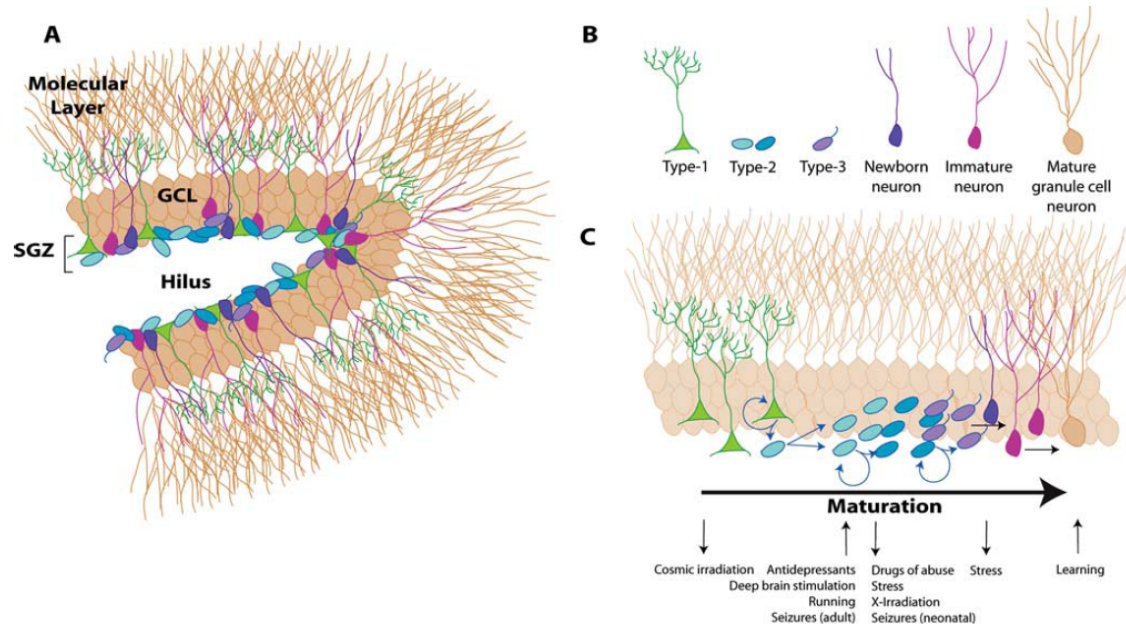 A
Molecular
Layer
GCL
SGZ
Hilus
B
Type-1
Type-2
Type-3
Newborn
neuron
Immature
neuron
Mature
granule cell
neuron
C
Maturation
Cosmic irradiation
Antidepressants
Deep brain stimulation
Running
Seizures (adult)
Drugs of abuse
Stress
X-Irradiation
Seizures (neonatal)
Stress
Learning